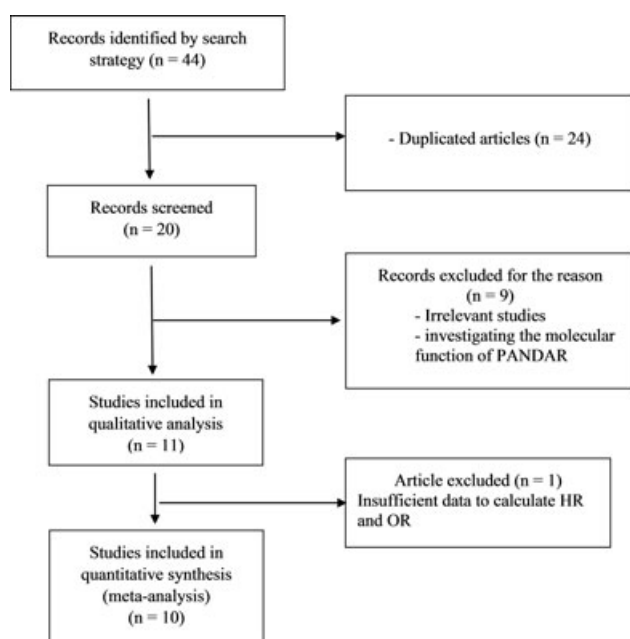 Records identified by search
strategy (n = 44)
- Duplicated articles (n = 24)
Records screened
(n = 20)
Records excluded for the reason
(n = 9)
- Irrelevant studies
- investigating the molecular
function of PANDAR
Studies included in
qualitative analysis
(n = 11)
Article excluded (n = 1)
Insufficient data to calculate HR
and OR
Studies included in
quantitative synthesis
(meta-analysis)
(n = 10)